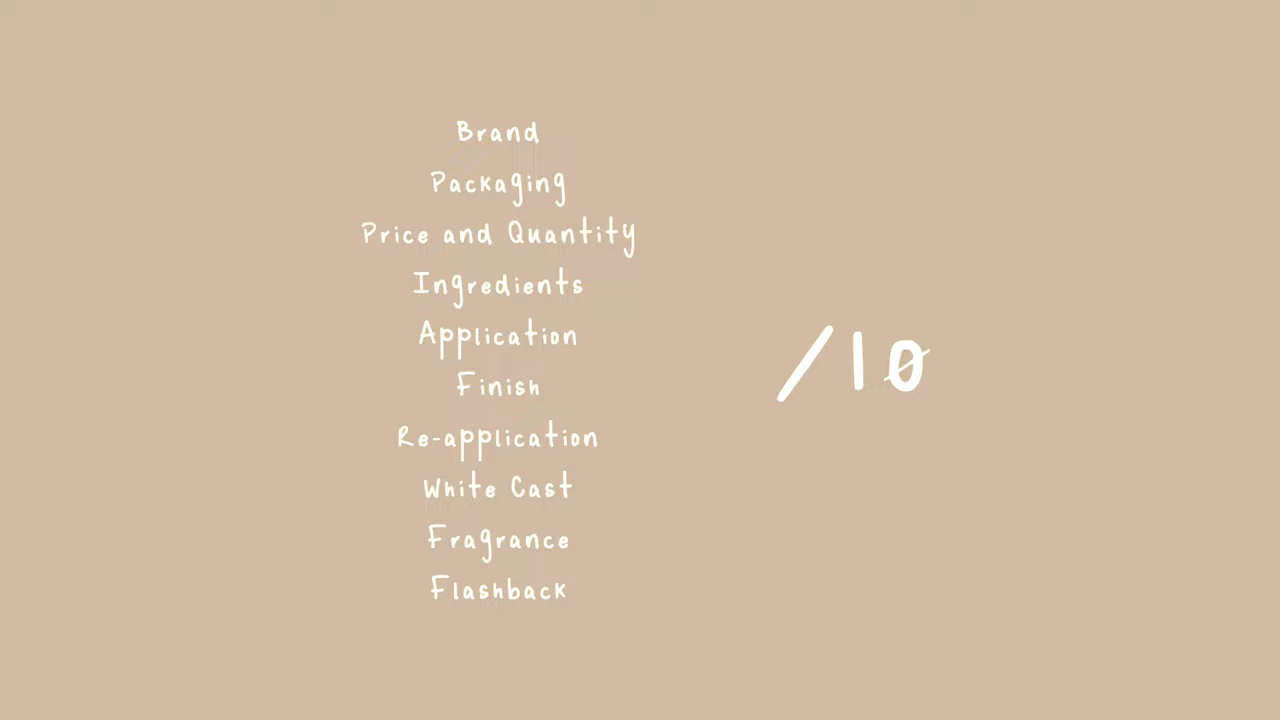 Brand
Packaging
Price and Quantity
Ingredients
Application
Finish
Re-application
White Cast
Fragrance
Flashback
/10